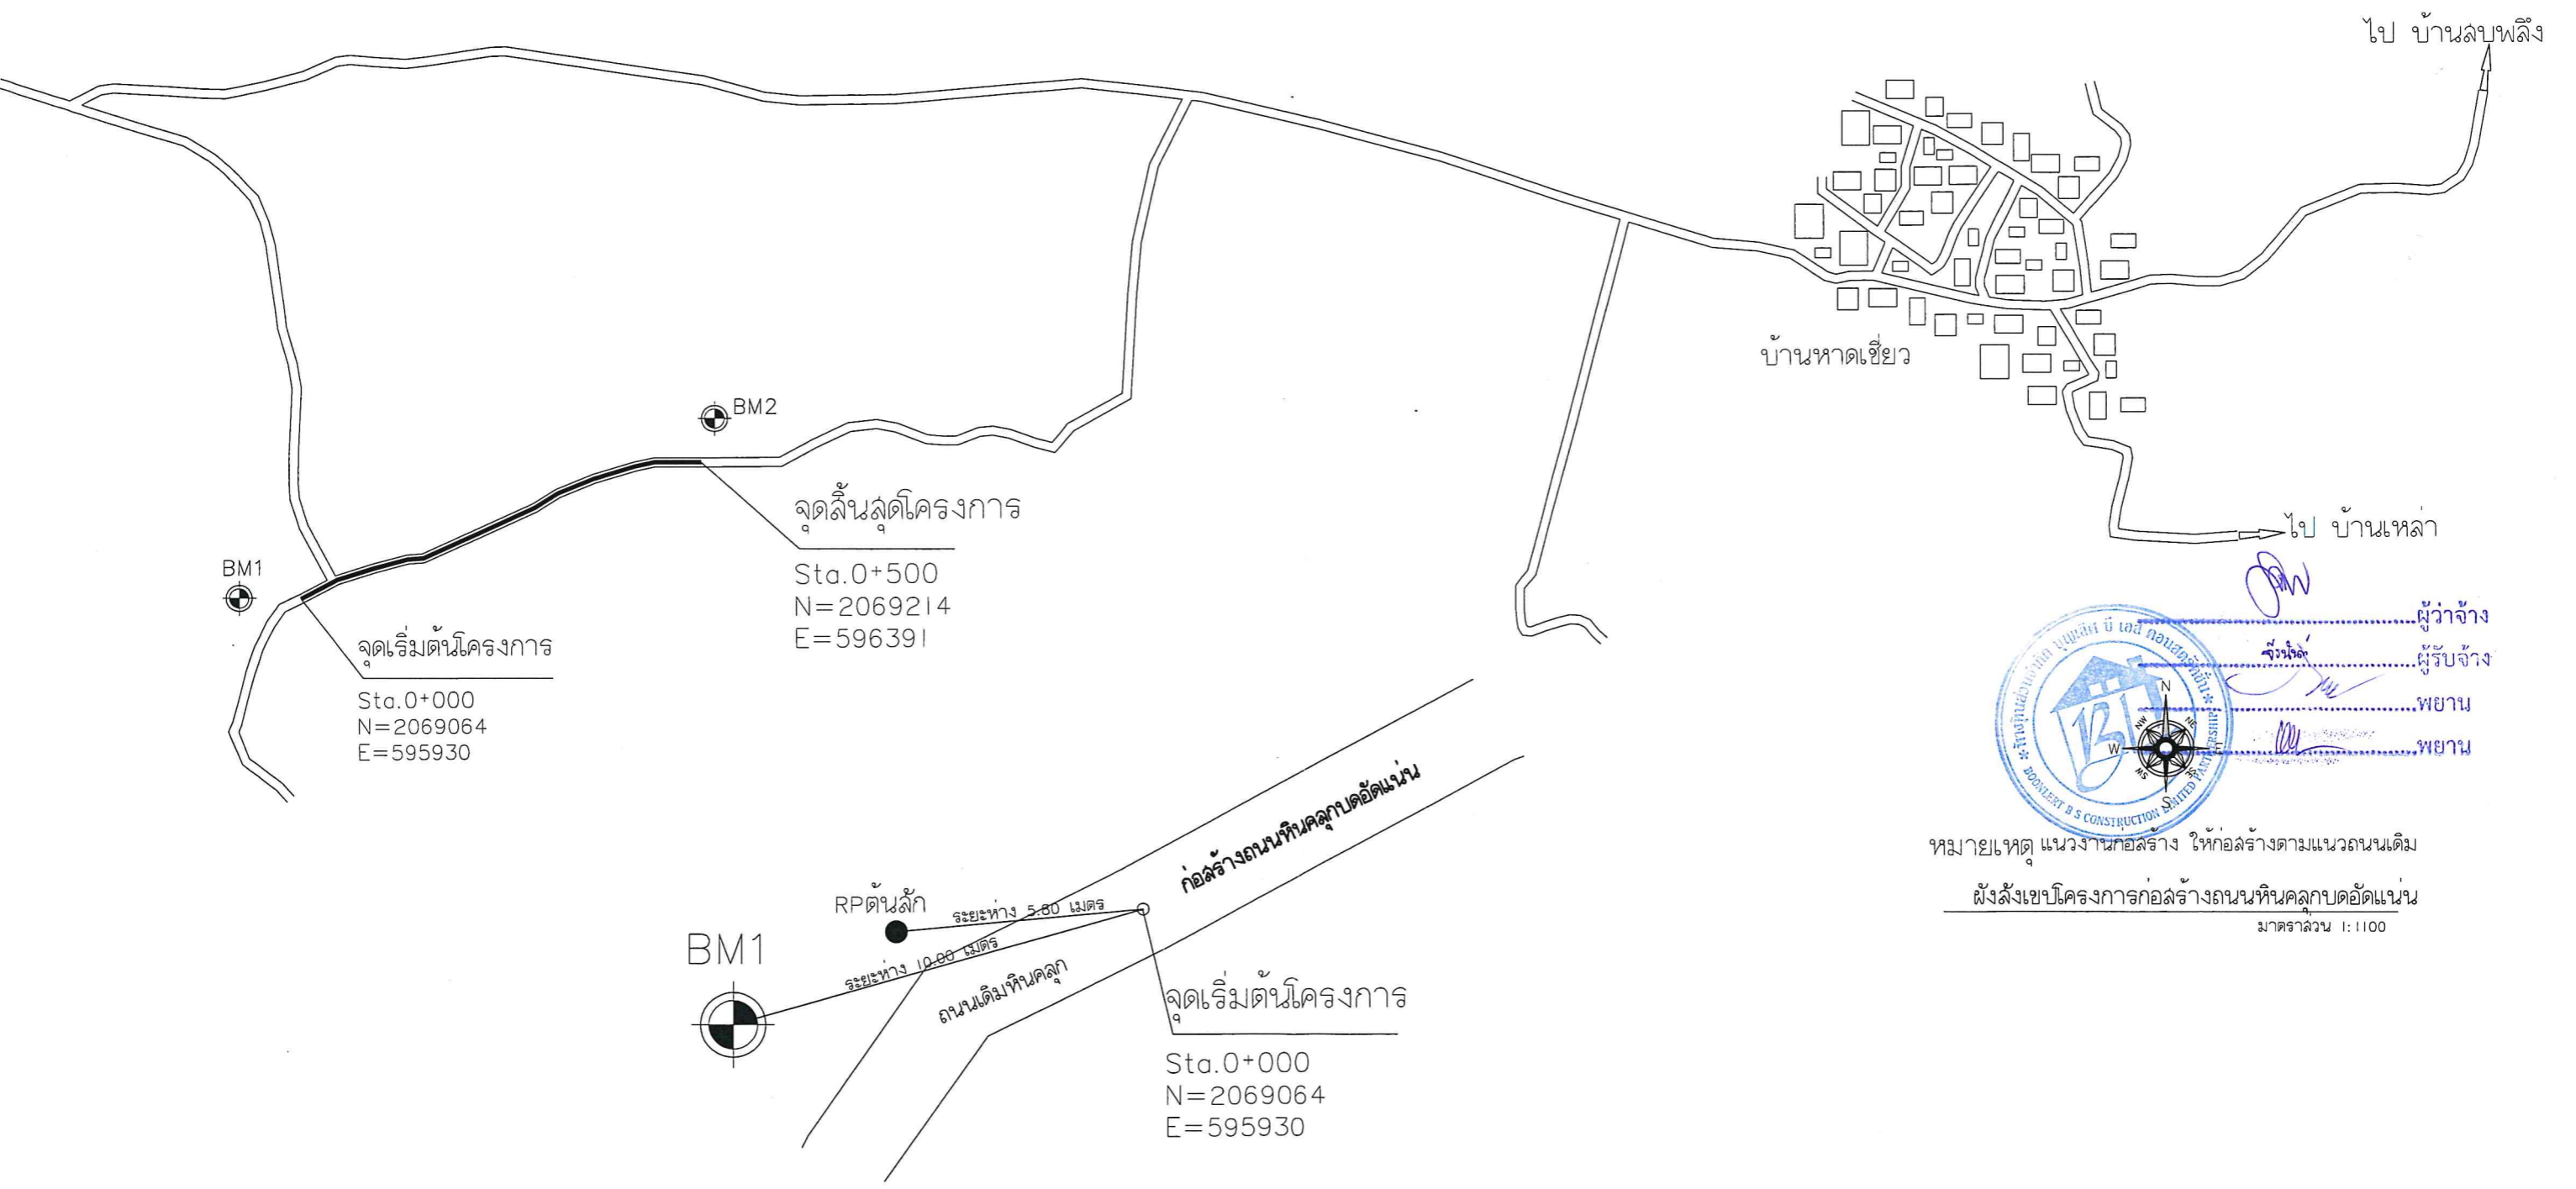 ไป บ้านสบพลึง
บ้านหาดเชี่ยว
BM2
จุดสิ้นสุดโครงการ
Sta.0+500
N=2069214
E=596391
BM1
จุดเริ่มต้นโครงการ
Sta.0+000
N=2069064
E=595930
ไป บ้านเหล่า
ผู้ว่าจ้าง
ผู้รับจ้าง
พยาน
พยาน
N
NW
NE
W
E
S
BOONLERT B S CONSTRUCTION LIMITED
ก่อสร้างถนนหินคลุกบดอัดแน่น
RPต้นสัก
ระยะห่าง 5.80 เมตร
BM1
ระยะห่าง 10.00 เมตร
ถนนเดิมหินคลุก
จุดเริ่มต้นโครงการ
Sta.0+000
N=2069064
E=595930
หมายเหตุ แนวงานก่อสร้าง ให้ก่อสร้างตามแนวถนนเดิม
ผังสังเขปโครงการก่อสร้างถนนหินคลุกบดอัดแน่น
มาตราส่วน 1:1100